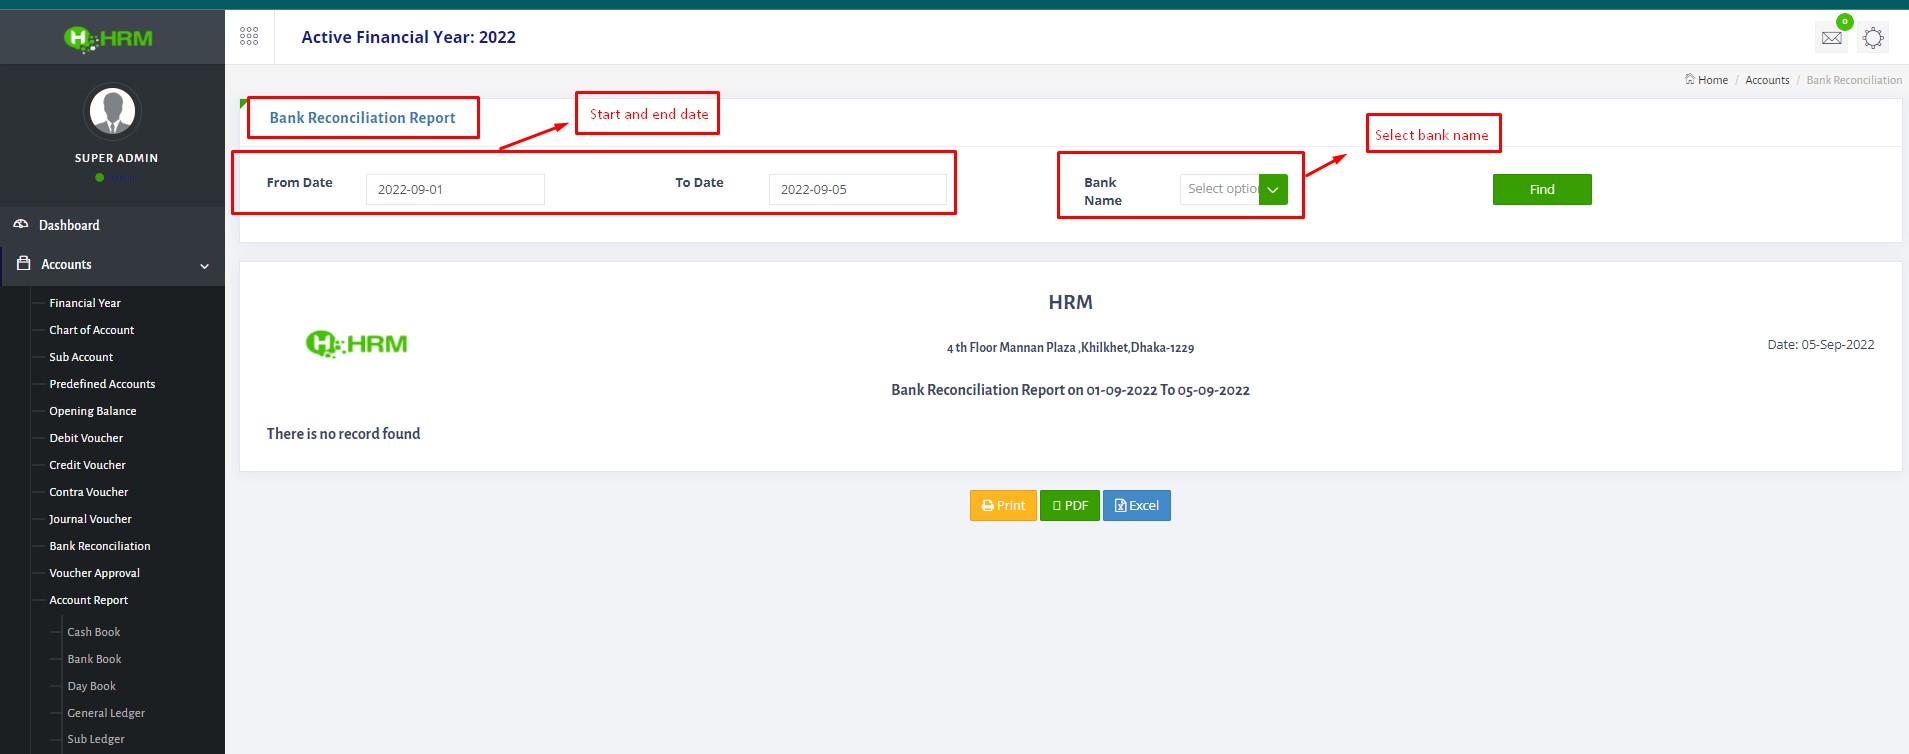 HRM
Active Financial Year: 2022
0
Home / Accounts / Bank Reconciliation
Bank Reconciliation Report
Start and end date
Select bank name
From Date
2022-09-01
To Date
2022-09-05
Bank
Name
Select option
Find
SUPER ADMIN
Dashboard
Accounts
Financial Year
Chart of Account
Sub Account
Predefined Accounts
Opening Balance
Debit Voucher
Credit Voucher
Contra Voucher
Journal Voucher
Bank Reconciliation
Voucher Approval
Account Report
Cash Book
Bank Book
Day Book
General Ledger
Sub Ledger
HRM
H HRM
4 th Floor Mannan Plaza ,Khilkhet,Dhaka-1229
Date: 05-Sep-2022
Bank Reconciliation Report on 01-09-2022 To 05-09-2022
There is no record found
Print
PDF
Excel